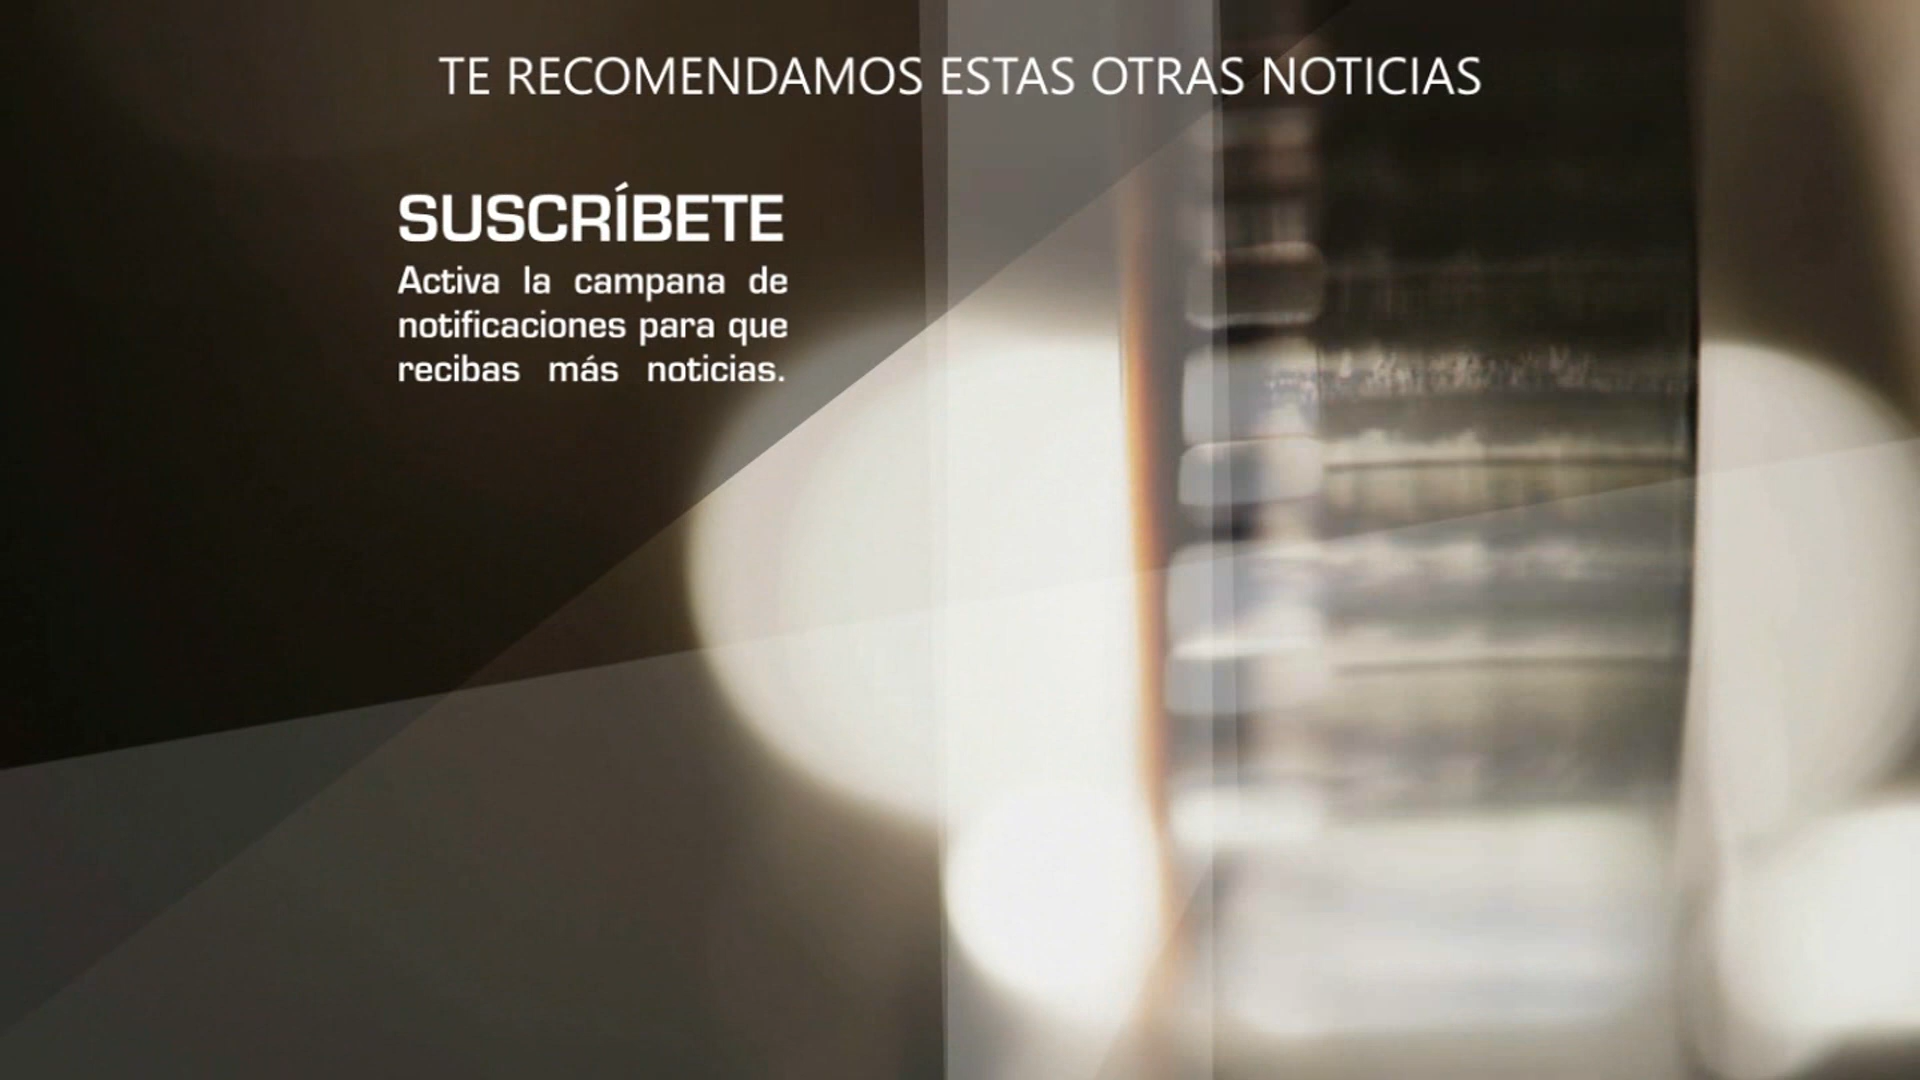 TE RECOMENDAMOS ESTAS OTRAS NOTICIAS
SUSCRÍBETE
Activa la campana de
notificaciones para que
recibas más noticias.